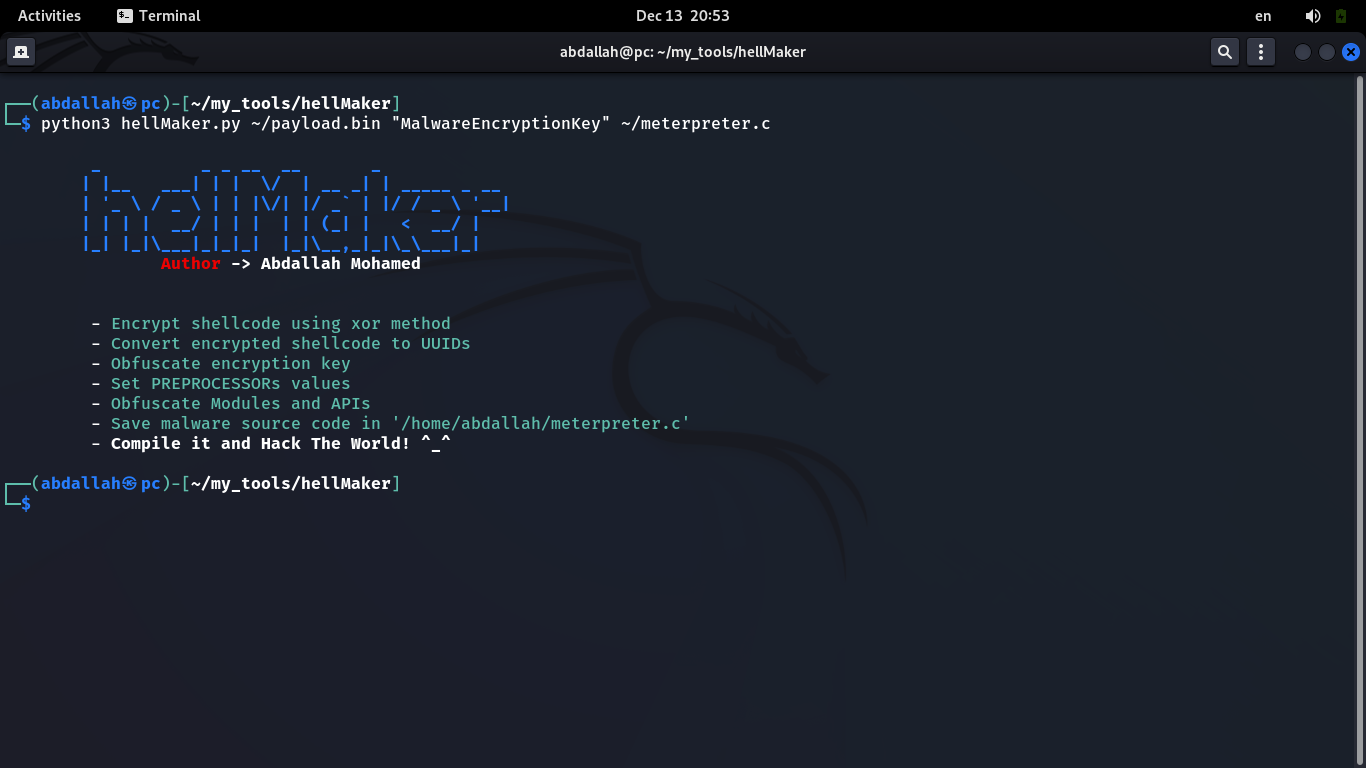 Activities
Terminal
Dec 13 20:53
en
abdallah@pc: ~/my_tools/hellMaker
┌──(abdallah㉿pc)-[~/my_tools/hellMaker]
└─$ python3 hellMaker.py ~/payload.bin "MalwareEncryptionKey" ~/meterpreter.c
hellMaker
Author -> Abdallah Mohamed
- Encrypt shellcode using xor method
- Convert encrypted shellcode to UUIDs
- Obfuscate encryption key
- Set PREPROCESSORs values
- Obfuscate Modules and APIs
- Save malware source code in '/home/abdallah/meterpreter.c'
- Compile it and Hack The World! ^_^
┌──(abdallah㉿pc)-[~/my_tools/hellMaker]
└─$